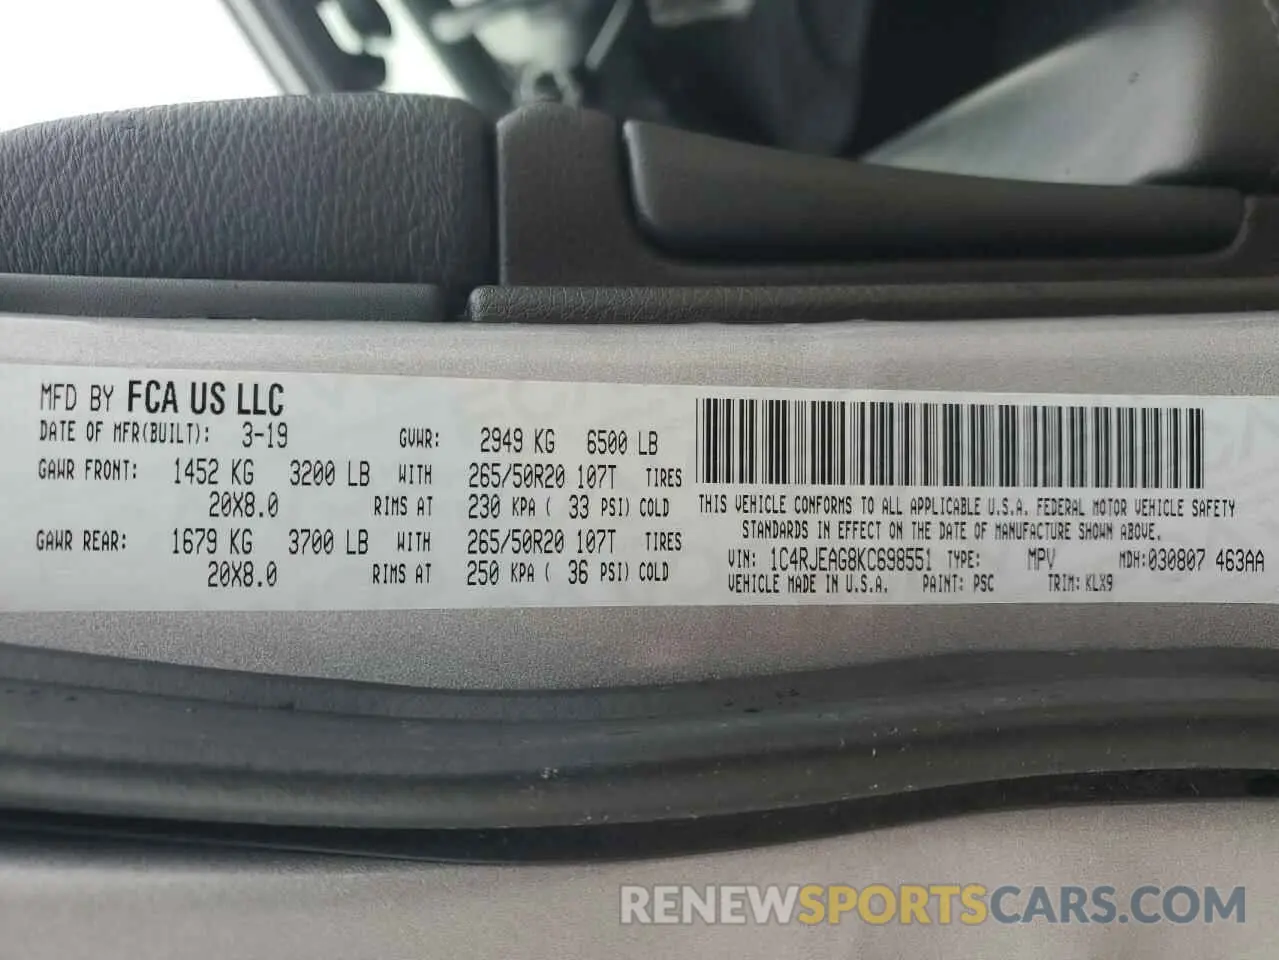 MFD BY FCA US LLC
DATE OF MFR(BUILT): 3-19 GVWR: 2949 KG 6500 LB
GAWR FRONT: 1452 KG 3200 LB WITH 265/50R20 107T TIRES
20X8.0 RIMS AT 230 KPA ( 33 PSI) COLD
GAWR REAR: 1679 KG 3700 LB WITH 265/50R20 107T TIRES
20X8.0 RIMS AT 250 KPA ( 36 PSI) COLD
THIS VEHICLE CONFORMS TO ALL APPLICABLE U.S.A. FEDERAL MOTOR VEHICLE SAFETY
STANDARDS IN EFFECT ON THE DATE OF MANUFACTURE SHOWN ABOVE.
VIN: 1C4RJEAG8KC698551 TYPE: MPV MDH:030807 463AA
VEHICLE MADE IN U.S.A. PAINT: PSC TRIM: KLX9
RENEWSPORTSCARS.COM